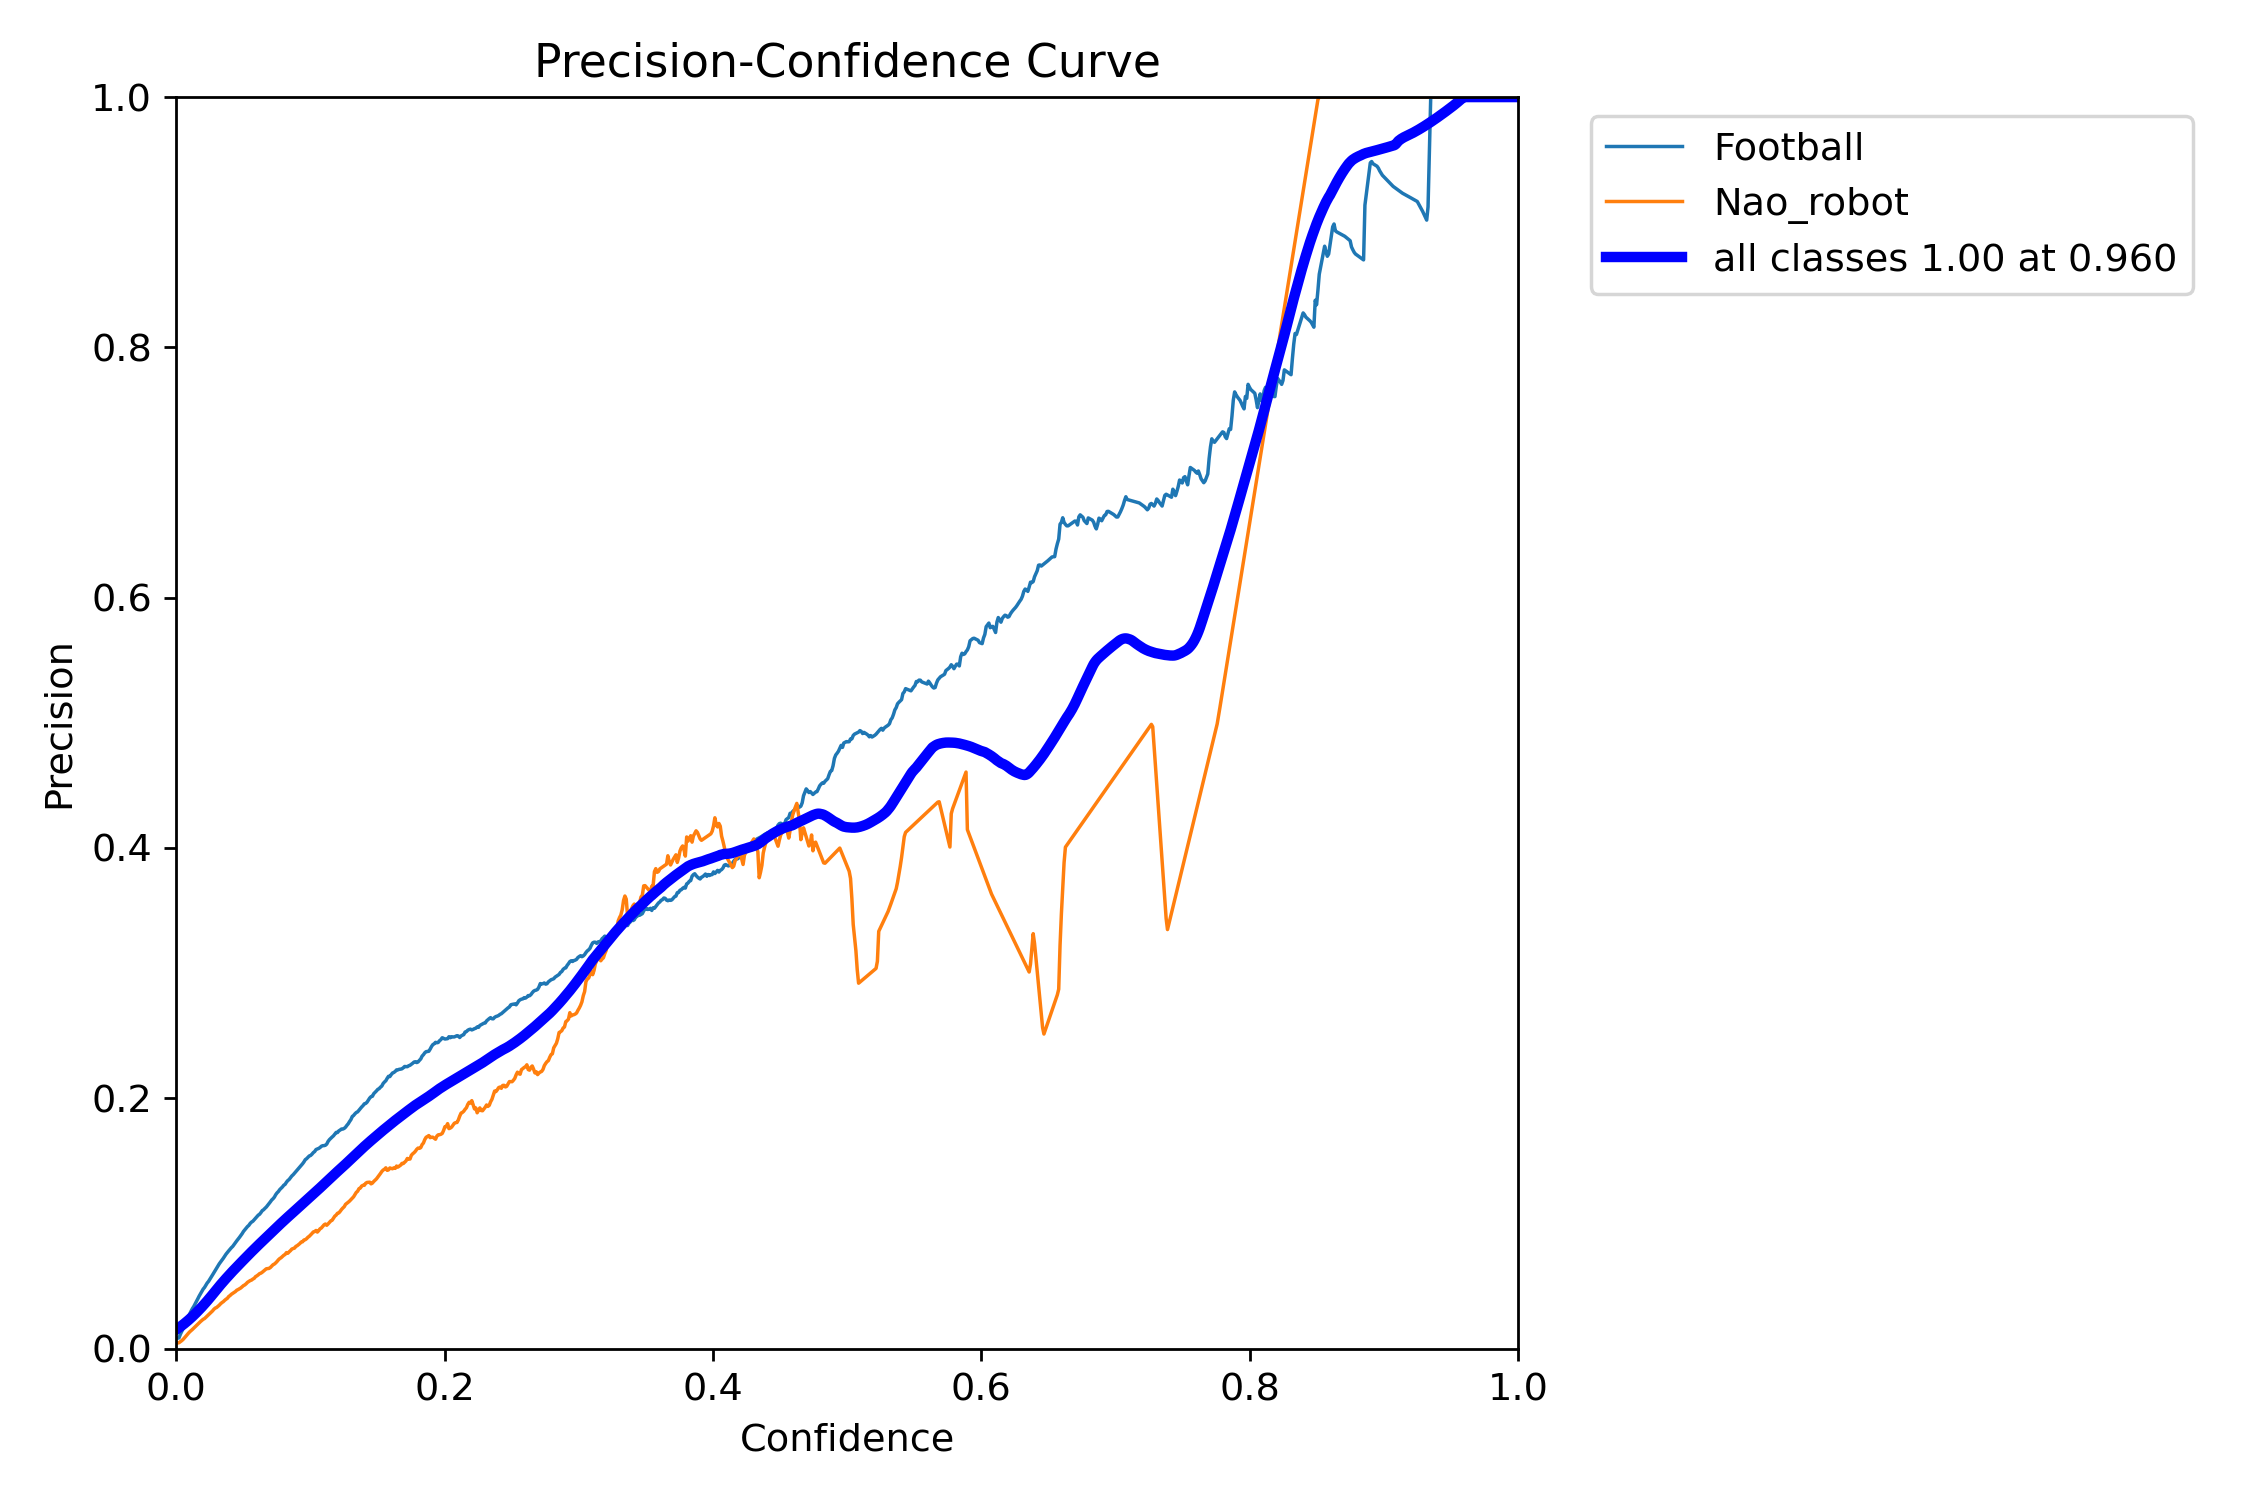 Precision-Confidence Curve
1.0
0.8
0.6
0.4
0.2
0.0
Precision
0.0 0.2 0.4 0.6 0.8 1.0
Confidence
Football
Nao_robot
all classes 1.00 at 0.960